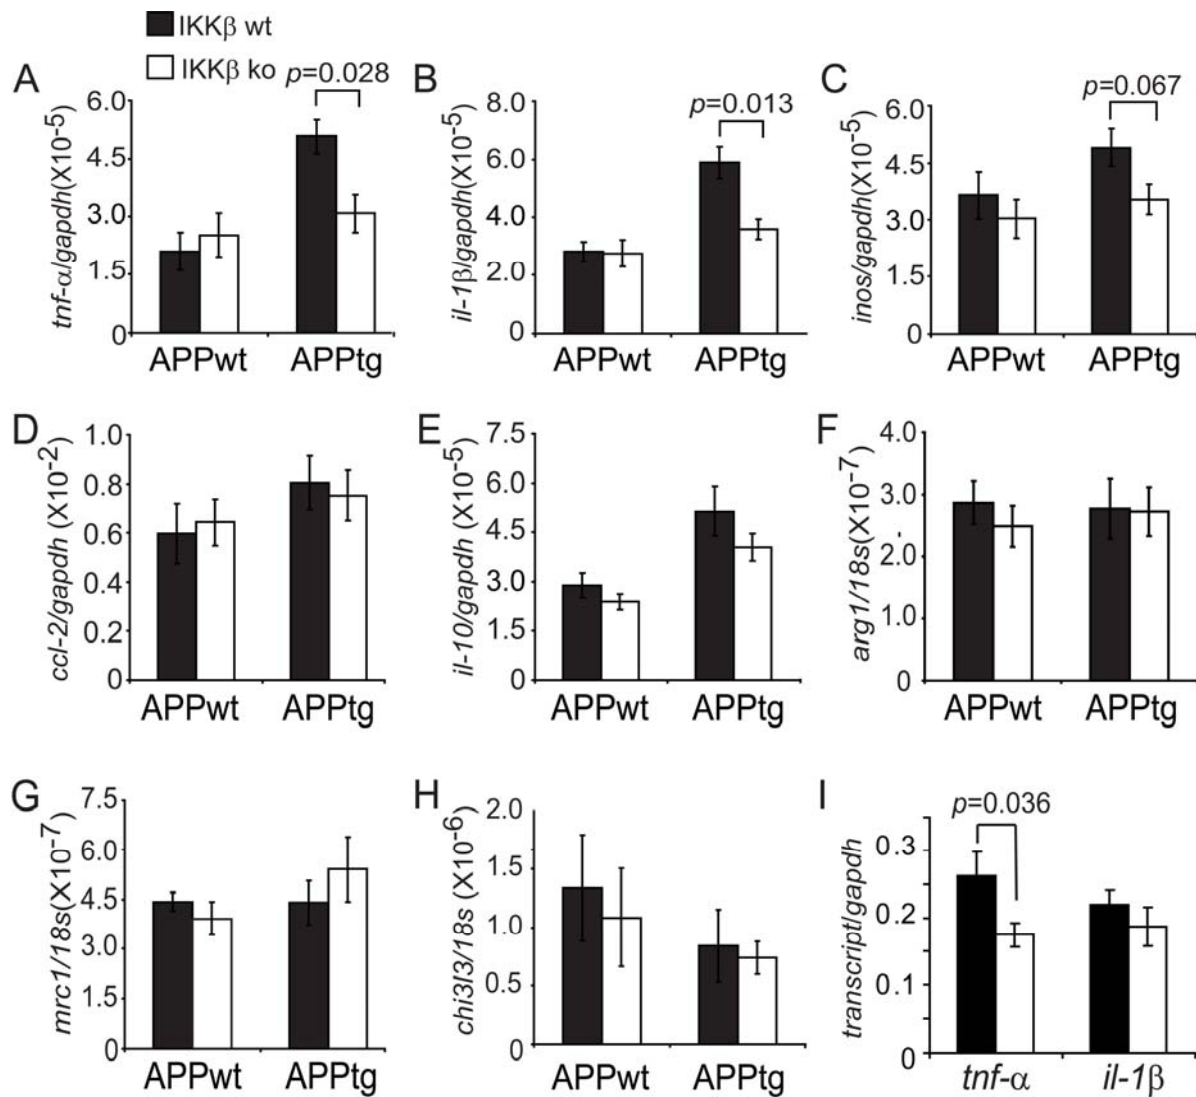 IKKβ wt
IKKβ ko
A
p=0.028
tnf-α/gapdh(X10-5)
6.0
4.5
3.0
1.5
0
APPwt APPtg
B
p=0.013
il-1β/gapdh(X10-5)
8.0
6.0
4.0
2.0
0
APPwt APPtg
C
p=0.067
inos/gapdh(X10-5)
6.0
4.5
3.0
1.5
0
APPwt APPtg
D
ccl-2/gapdh (X10-2)
1.0
0.8
0.6
0.4
0.2
0
APPwt APPtg
E
il-10/gapdh (X10-5)
7.5
6.0
4.5
3.0
1.5
0
APPwt APPtg
F
arg1/18s(X10-7)
4.0
3.0
2.0
1.0
0
APPwt APPtg
G
mrc1/18s(X10-7)
7.5
6.0
4.5
3.0
1.5
0
APPwt APPtg
H
chi3l3/18s (X10-6)
2.0
1.5
1.0
0.5
0
APPwt APPtg
I
p=0.036
transcript/gapdh
0.3
0.2
0.1
0
tnf-α il-1β